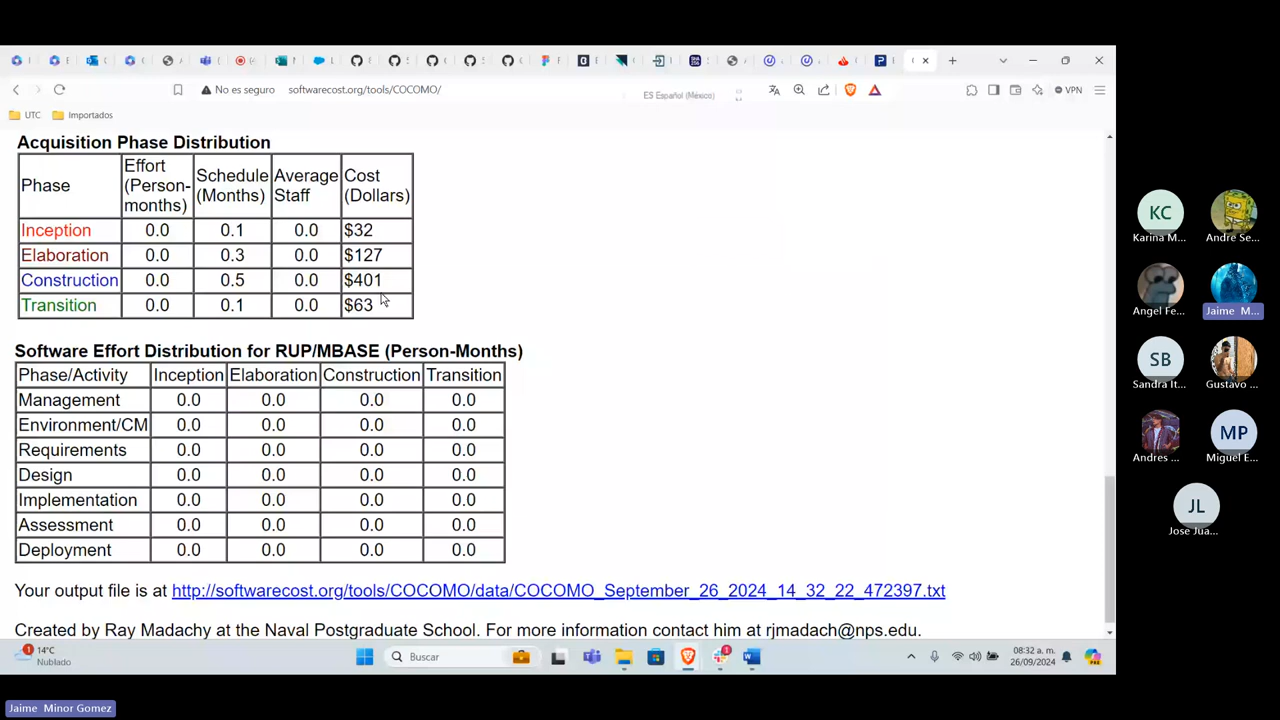 No es seguro softwarecost.org/tools/COCOMO/
ES Español (México)
VPN
UTC Importados
Acquisition Phase Distribution
Phase Effort (Person-months) Schedule (Months) Average Staff Cost (Dollars)
Inception 0.0 0.1 0.0 $32
Elaboration 0.0 0.3 0.0 $127
Construction 0.0 0.5 0.0 $401
Transition 0.0 0.1 0.0 $63
Software Effort Distribution for RUP/MBASE (Person-Months)
Phase/Activity Inception Elaboration Construction Transition
Management 0.0 0.0 0.0 0.0
Environment/CM 0.0 0.0 0.0 0.0
Requirements 0.0 0.0 0.0 0.0
Design 0.0 0.0 0.0 0.0
Implementation 0.0 0.0 0.0 0.0
Assessment 0.0 0.0 0.0 0.0
Deployment 0.0 0.0 0.0 0.0
Your output file is at http://softwarecost.org/tools/COCOMO/data/COCOMO_September_26_2024_14_32_22_472397.txt
Created by Ray Madachy at the Naval Postgraduate School. For more information contact him at rjmadach@nps.edu.
1
14°C
Nublado
Buscar
1
08:32 a. m.
26/09/2024
KC
Karina M...
Andre Se...
Angel Fe...
Jaime M...
SB
Sandra It...
Gustavo ...
Andres ...
MP
Miguel E...
JL
Jose Jua...
Jaime Minor Gomez